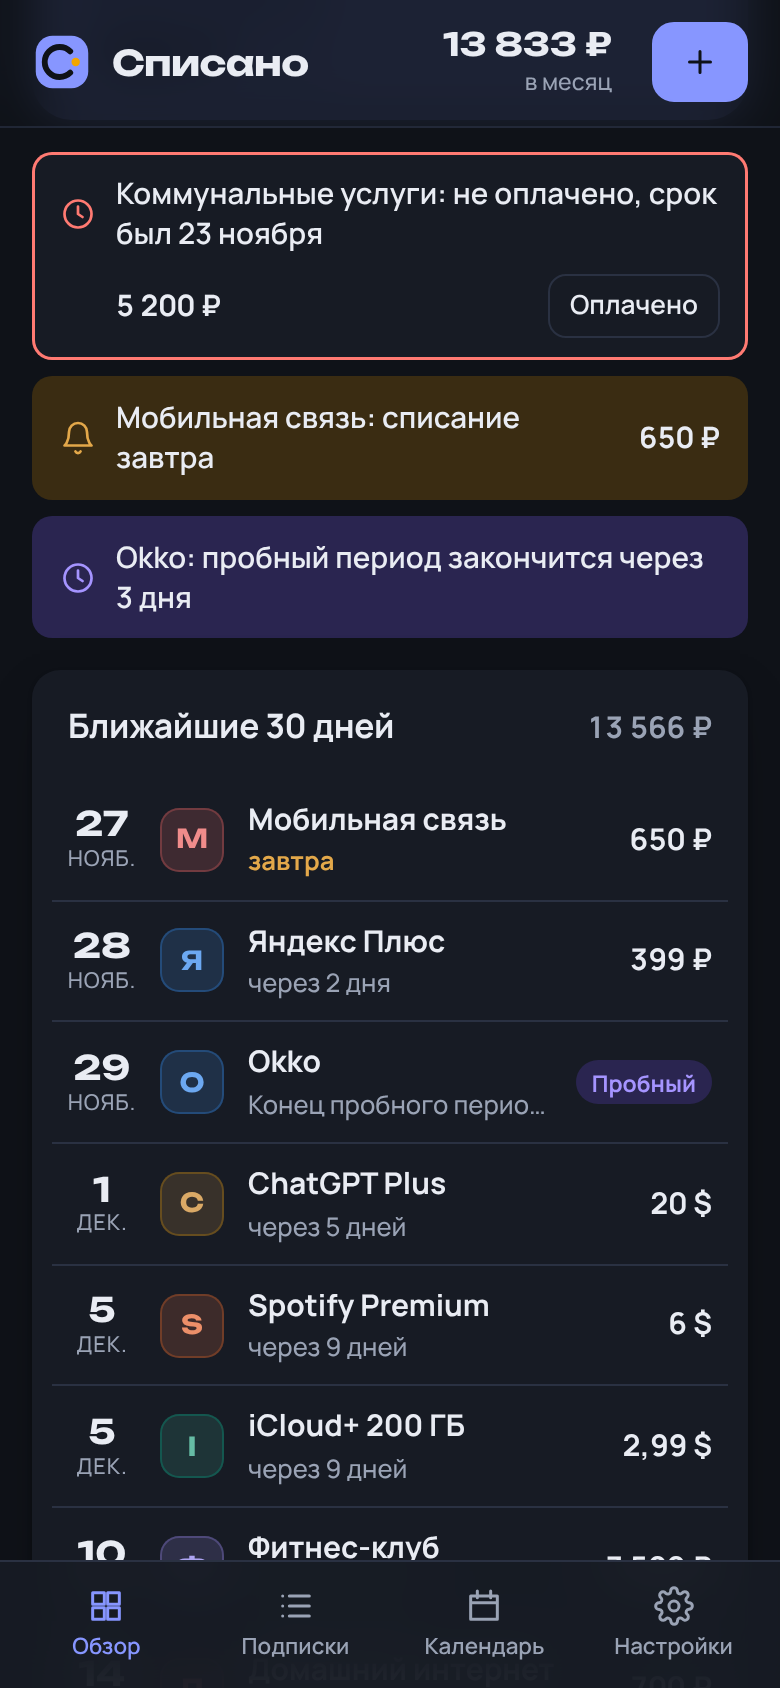 Списано
13 833 ₽
в месяц
Коммунальные услуги: не оплачено, срок
был 23 ноября
5 200 ₽
Оплачено
Мобильная связь: списание
завтра
650 ₽
Okko: пробный период закончится через
3 дня
Ближайшие 30 дней
13 566 ₽
27
НОЯБ.
М
Мобильная связь
завтра
650 ₽
28
НОЯБ.
Я
Яндекс Плюс
через 2 дня
399 ₽
29
НОЯБ.
O
Okko
Конец пробного перио...
Пробный
1
ДЕК.
C
ChatGPT Plus
через 5 дней
20 $
5
ДЕК.
S
Spotify Premium
через 9 дней
6 $
5
ДЕК.
I
iCloud+ 200 ГБ
через 9 дней
2,99 $
10
Фитнес-клуб
Обзор
Подписки
Календарь
Настройки
14
Домашний интернет
700 ₽